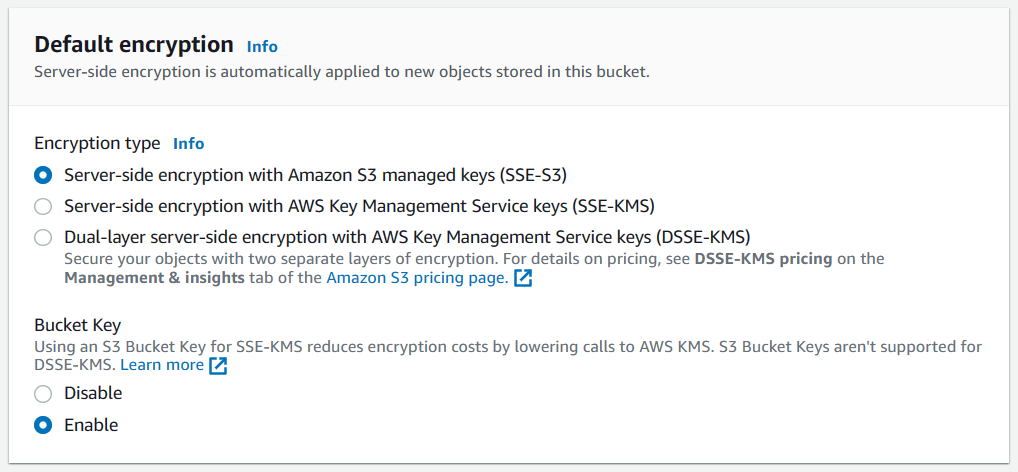 Default encryption Info
Server-side encryption is automatically applied to new objects stored in this bucket.
Encryption type Info
Server-side encryption with Amazon S3 managed keys (SSE-S3)
Server-side encryption with AWS Key Management Service keys (SSE-KMS)
Dual-layer server-side encryption with AWS Key Management Service keys (DSSE-KMS)
Secure your objects with two separate layers of encryption. For details on pricing, see DSSE-KMS pricing on the
Management & insights tab of the Amazon S3 pricing page.
Bucket Key
Using an S3 Bucket Key for SSE-KMS reduces encryption costs by lowering calls to AWS KMS. S3 Bucket Keys aren't supported for
DSSE-KMS. Learn more
Disable
Enable